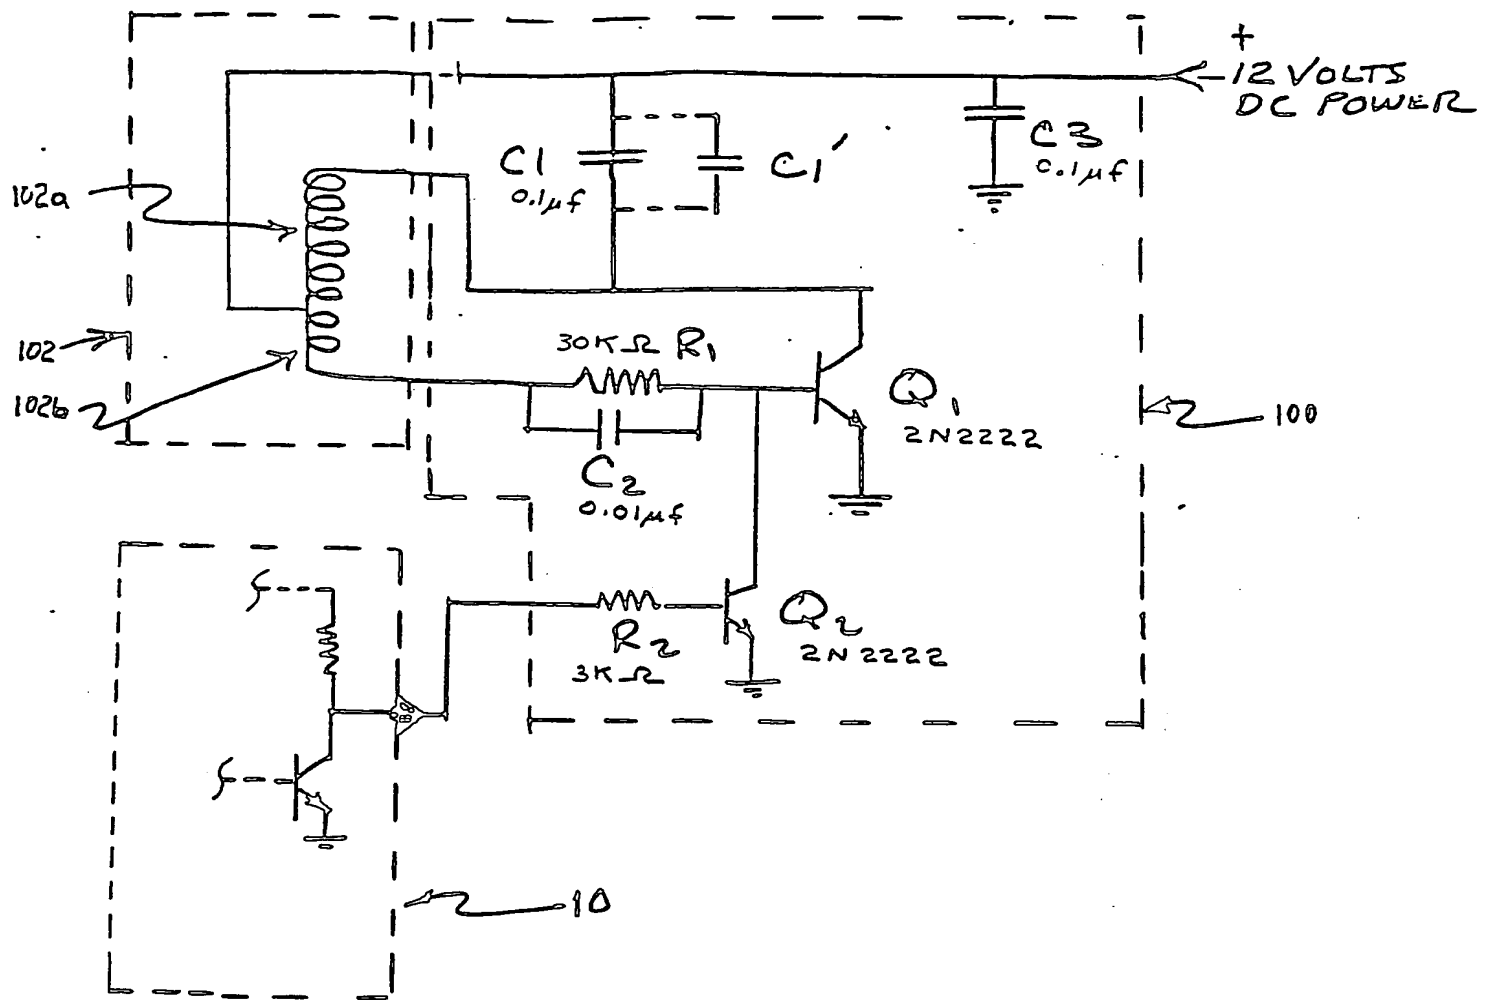 +
12 VOLTS
DC POWER
C1
0.1μf
C1'
C3
0.1μf
102a
102
102b
30KΩ R1
Q1
2N2222
100
C2
0.01μf
R2
3KΩ
Q2
2N2222
10